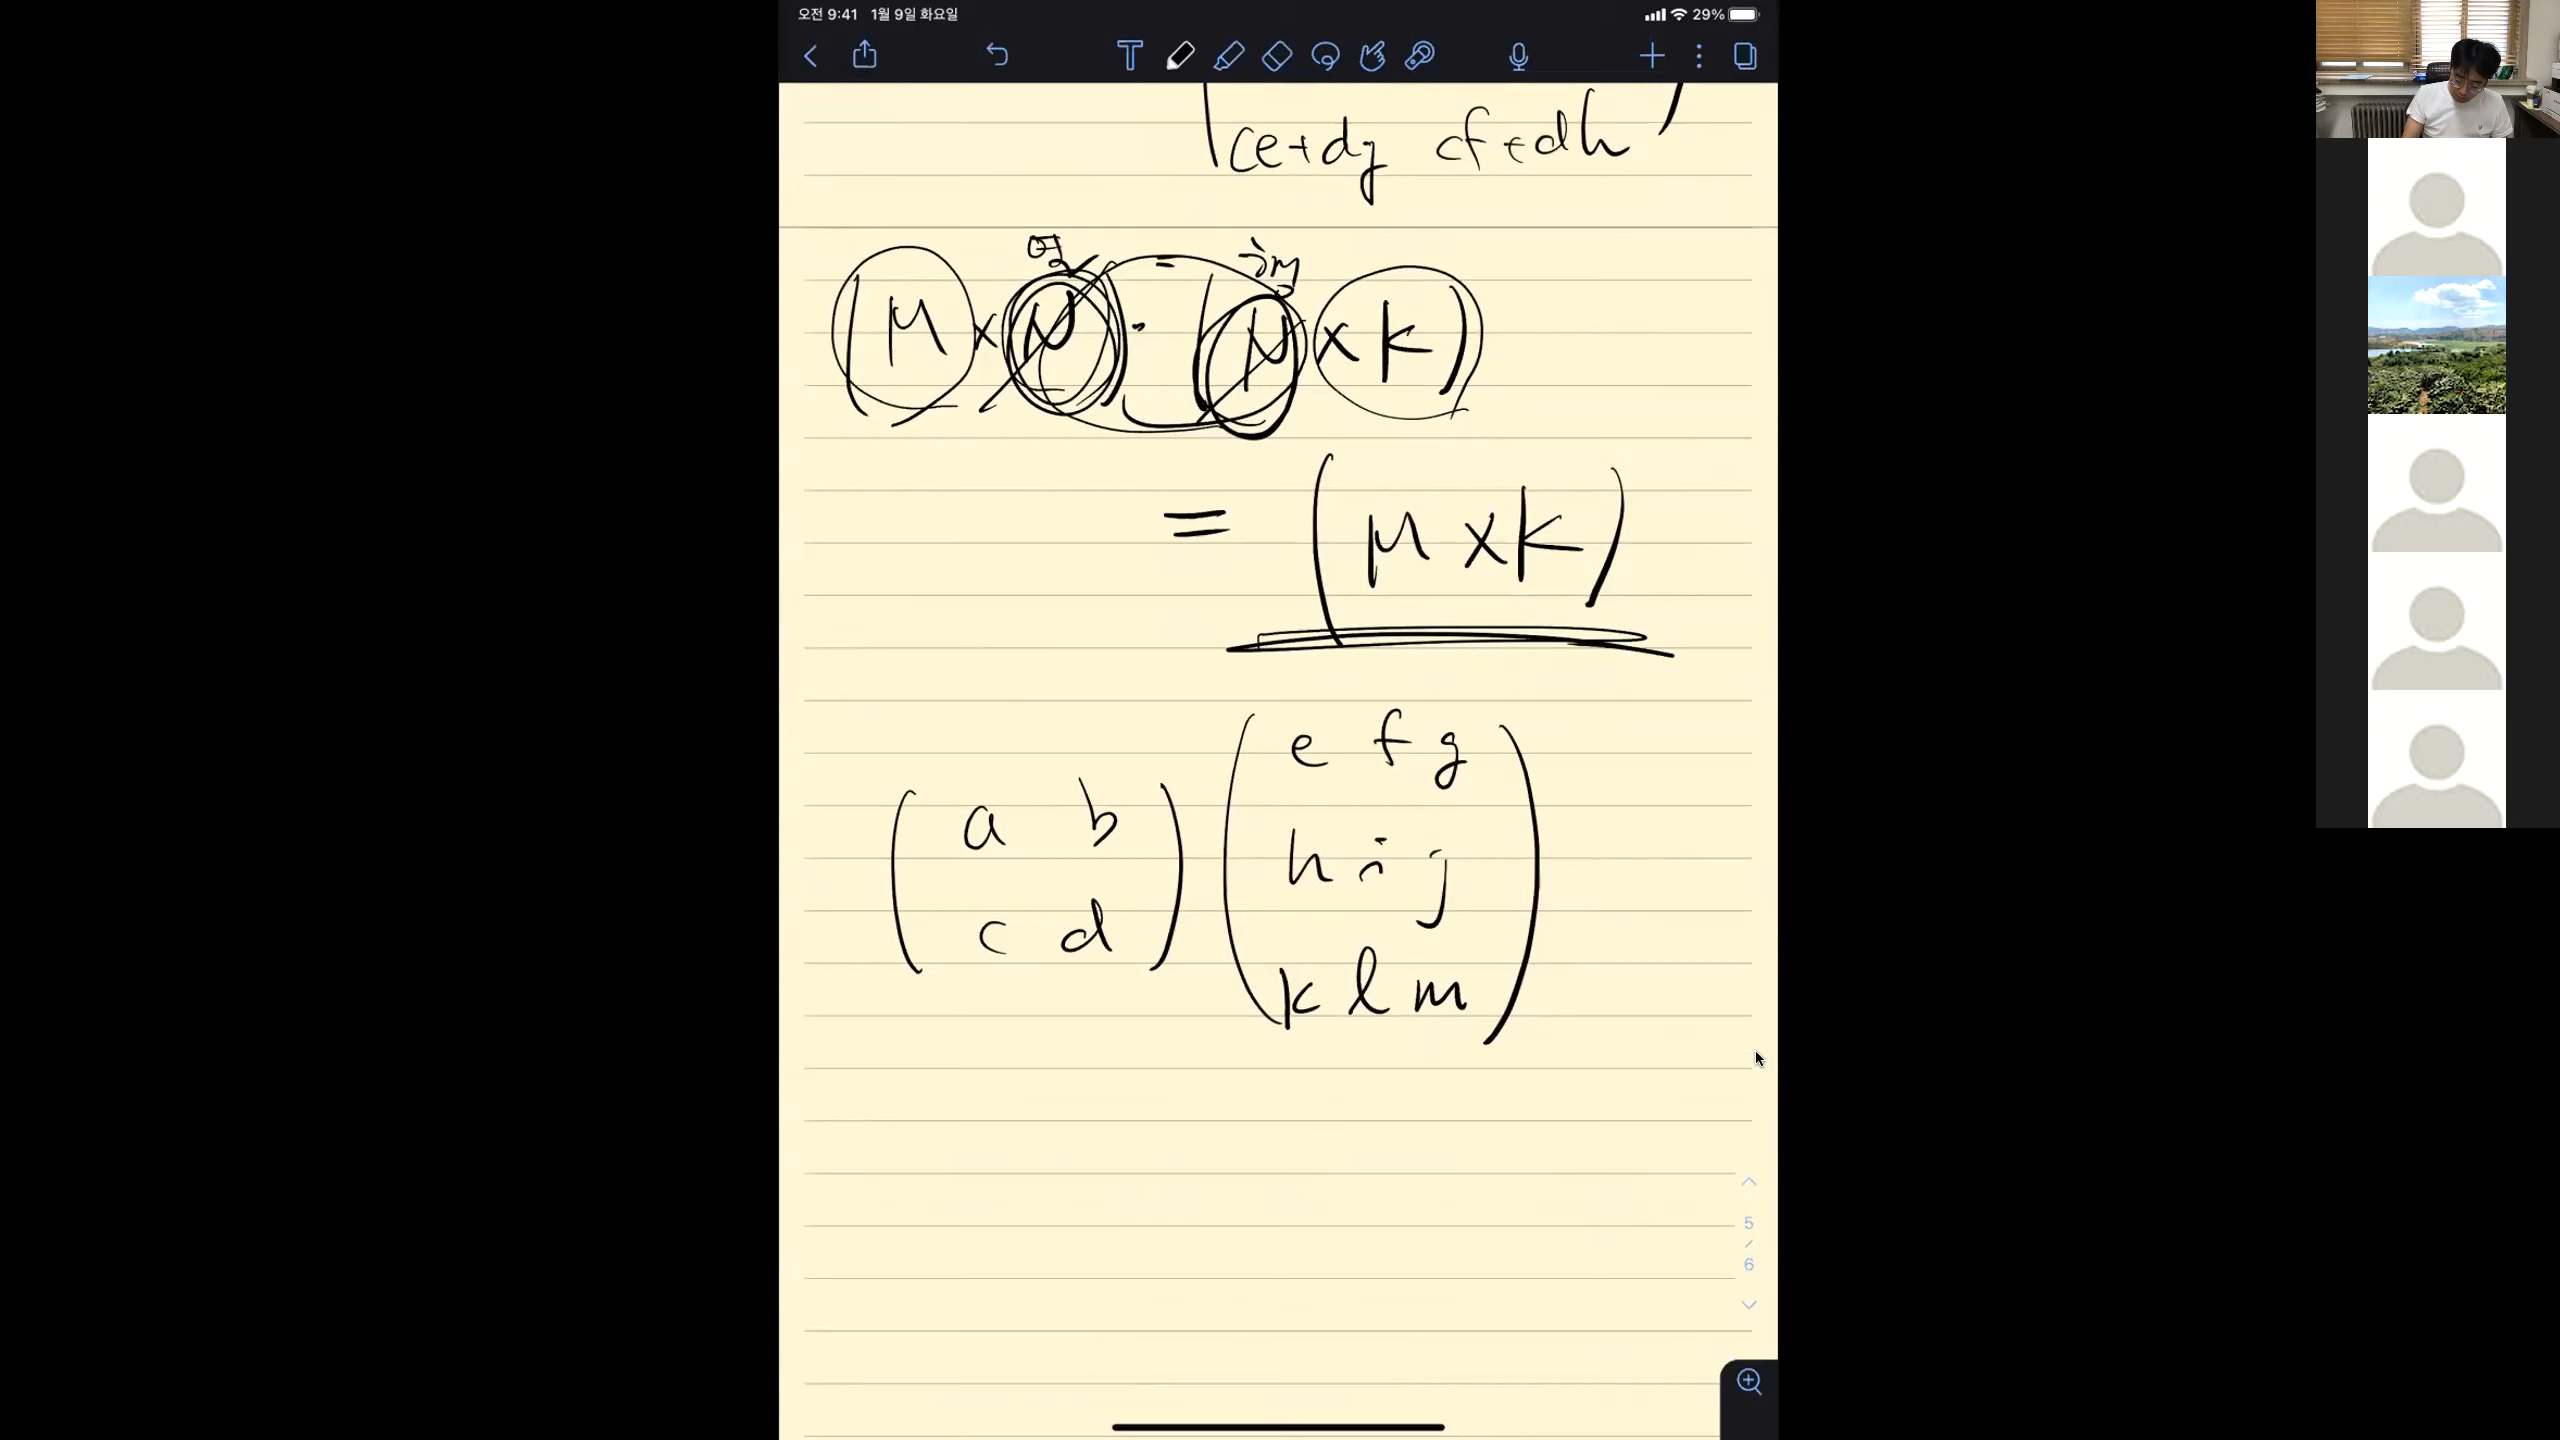 오전 9:41 1월 9일 화요일 29%
ce+dg cf+dh
열 = 행
(M×N)·(N×K)
= (M×K)
e f g
a b
h i j
c d
k l m
5
/
6